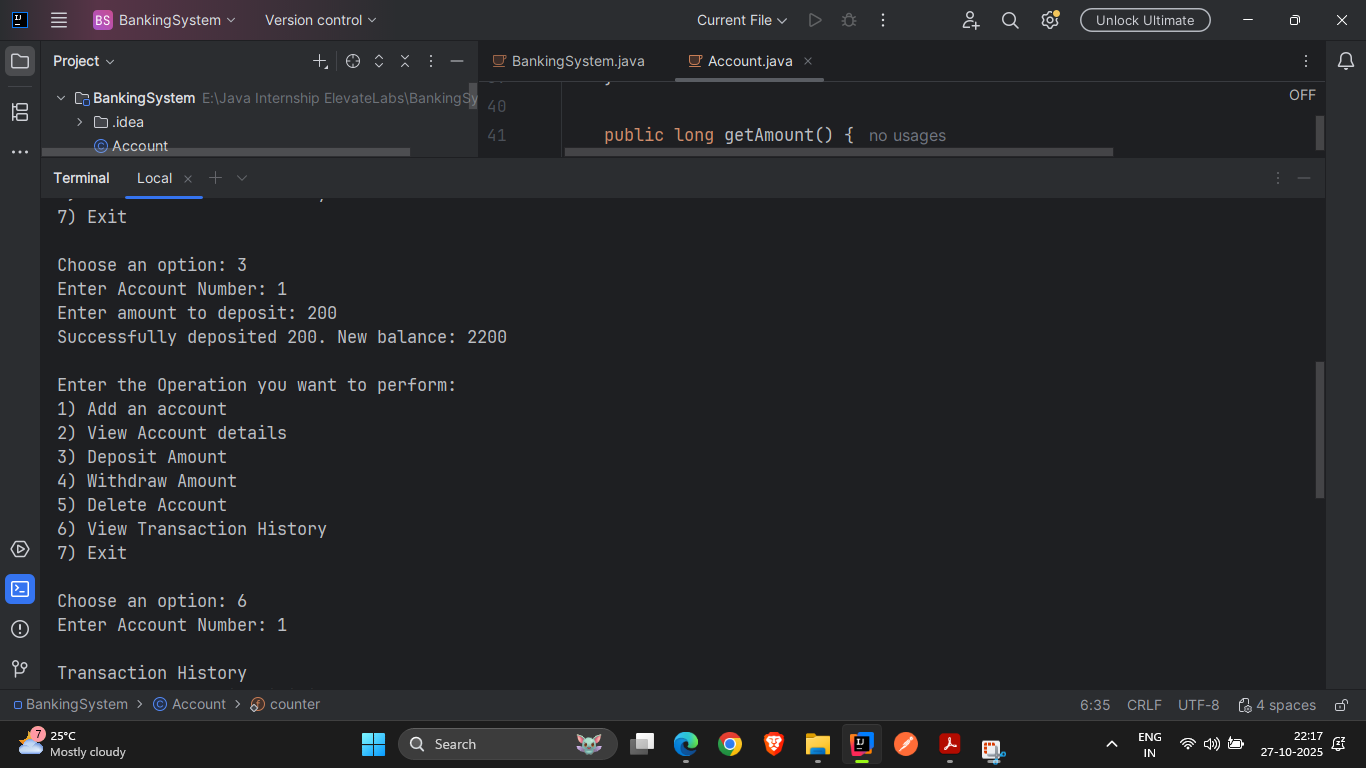 BS BankingSystem Version control Current File Unlock Ultimate
Project
BankingSystem.java Account.java
BankingSystem E:\Java Internship ElevateLabs\BankingSy
.idea
Account
40
41 public long getAmount() { no usages
OFF
Terminal Local
7) Exit
Choose an option: 3
Enter Account Number: 1
Enter amount to deposit: 200
Successfully deposited 200. New balance: 2200
Enter the Operation you want to perform:
1) Add an account
2) View Account details
3) Deposit Amount
4) Withdraw Amount
5) Delete Account
6) View Transaction History
7) Exit
Choose an option: 6
Enter Account Number: 1
Transaction History
BankingSystem Account counter 6:35 CRLF UTF-8 4 spaces
7
25°C
Mostly cloudy
Search
ENG
IN
22:17
27-10-2025